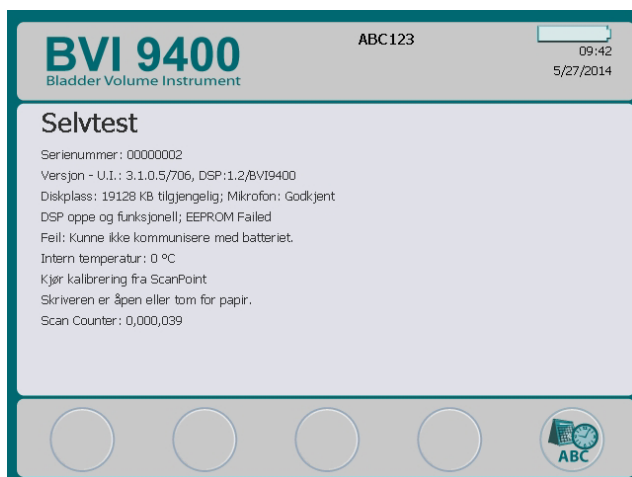 BVI 9400
Bladder Volume Instrument
ABC123
09:42
5/27/2014
Selvtest
Serienummer: 00000002
Versjon - U.I.: 3.1.0.5/706, DSP:1.2/BVI9400
Diskplass: 19128 KB tilgjengelig; Mikrofon: Godkjent
DSP oppe og funksjonell; EEPROM Failed
Feil: Kunne ikke kommunisere med batteriet.
Intern temperatur: 0 ºC
Kjør kalibrering fra ScanPoint
Skriveren er åpen eller tom for papir.
Scan Counter: 0,000,039
ABC